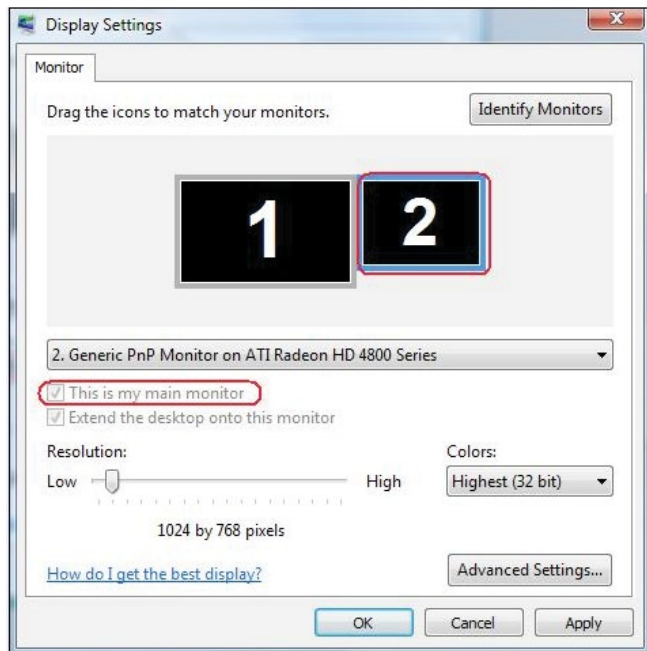 Display Settings
Monitor
Drag the icons to match your monitors.
Identify Monitors
1
2
2. Generic PnP Monitor on ATI Radeon HD 4800 Series
This is my main monitor
Extend the desktop onto this monitor
Resolution:
Colors:
Low
High
Highest (32 bit)
1024 by 768 pixels
How do I get the best display?
Advanced Settings...
OK
Cancel
Apply